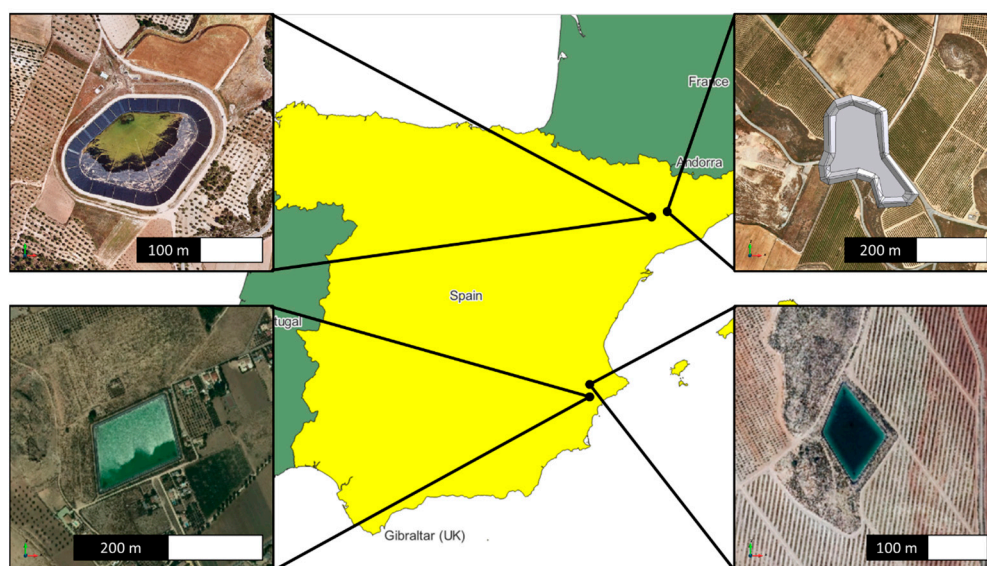 France
Andorra
100 m
200 m
Spain
tugal
Gibraltar (UK)
200 m
100 m